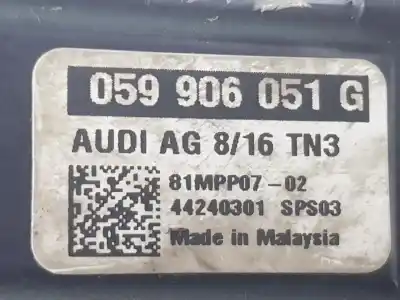 059 906 051 G
AUDI AG 8/16 TN3
81MPP07-02
44240301 SPS03
Made in Malaysia